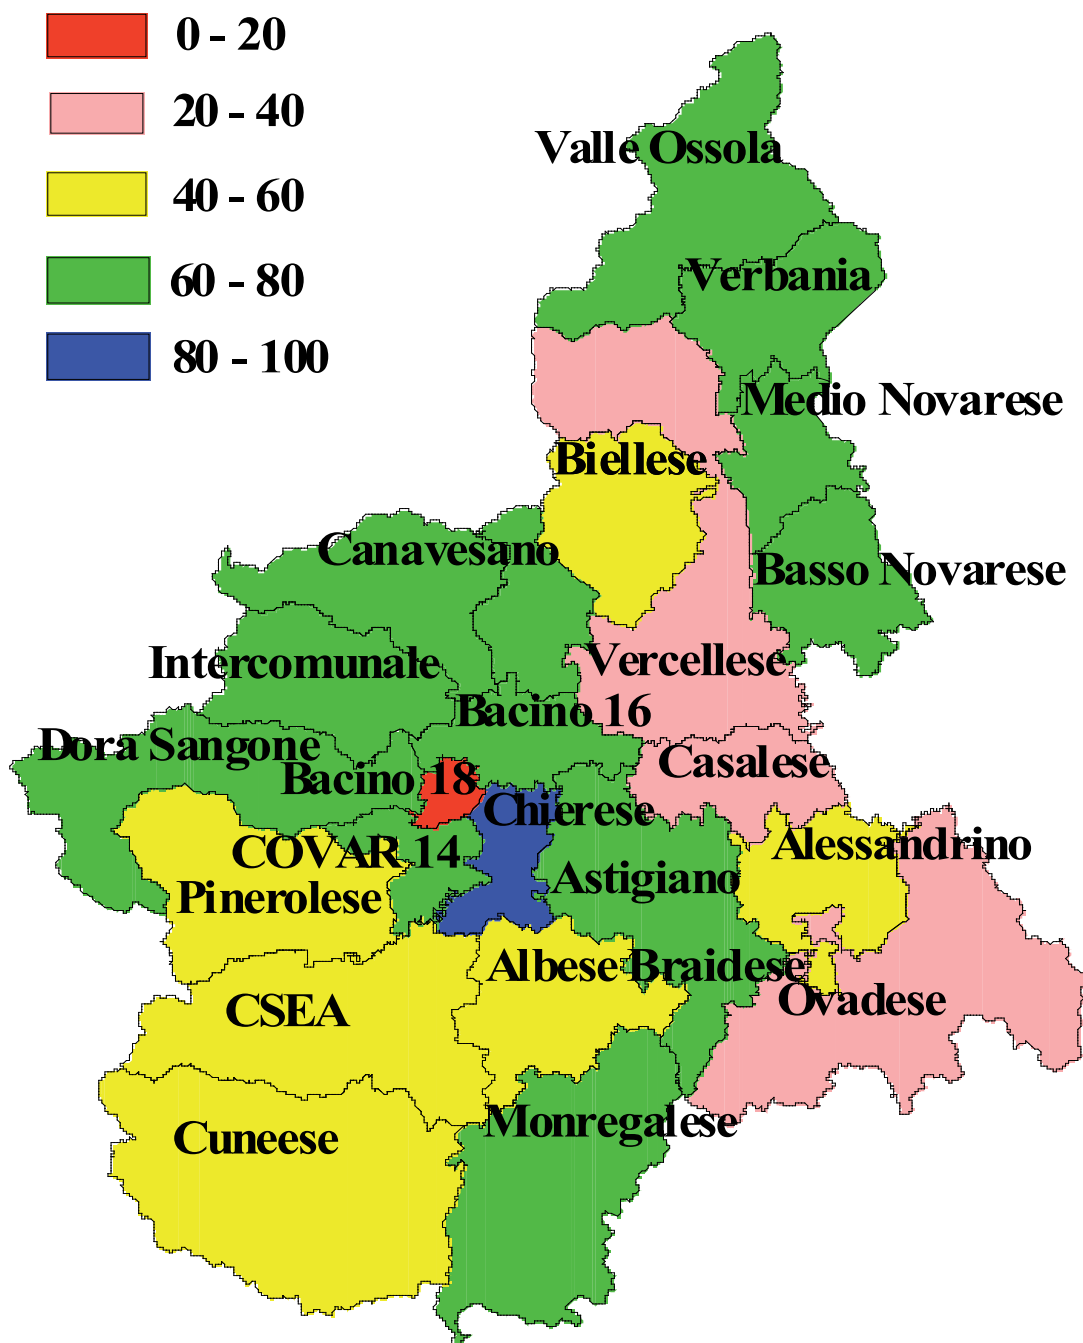 0 - 20
20 - 40
40 - 60
60 - 80
80 - 100
Valle Ossola
Verbania
Medio Novarese
Biellese
Canavesano
Basso Novarese
Intercomunale
Vercellese
Bacino 16
Dora Sangone
Casalese
Bacino 18
Chierese
COVAR 14
Alessandrino
Astigiano
Pinerolese
Albese Braidese
Ovadese
CSEA
Monregalese
Cuneese